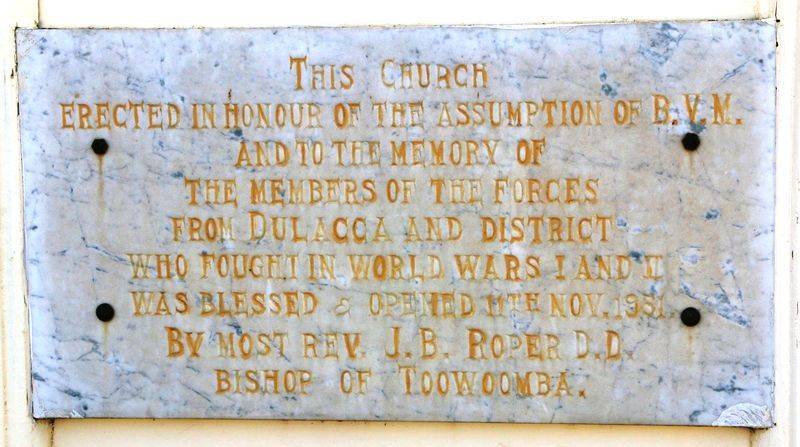 THIS CHURCH
ERECTED IN HONOUR OF THE ASSUMPTION OF B.V.M.
AND TO THE MEMORY OF
THE MEMBERS OF THE FORCES
FROM DULACCA AND DISTRICT
WHO FOUGHT IN WORLD WARS I AND II
WAS BLESSED & OPENED 11TH NOV. 1951.
BY MOST REV. J.B. ROPER D.D.
BISHOP OF TOOWOOMBA.